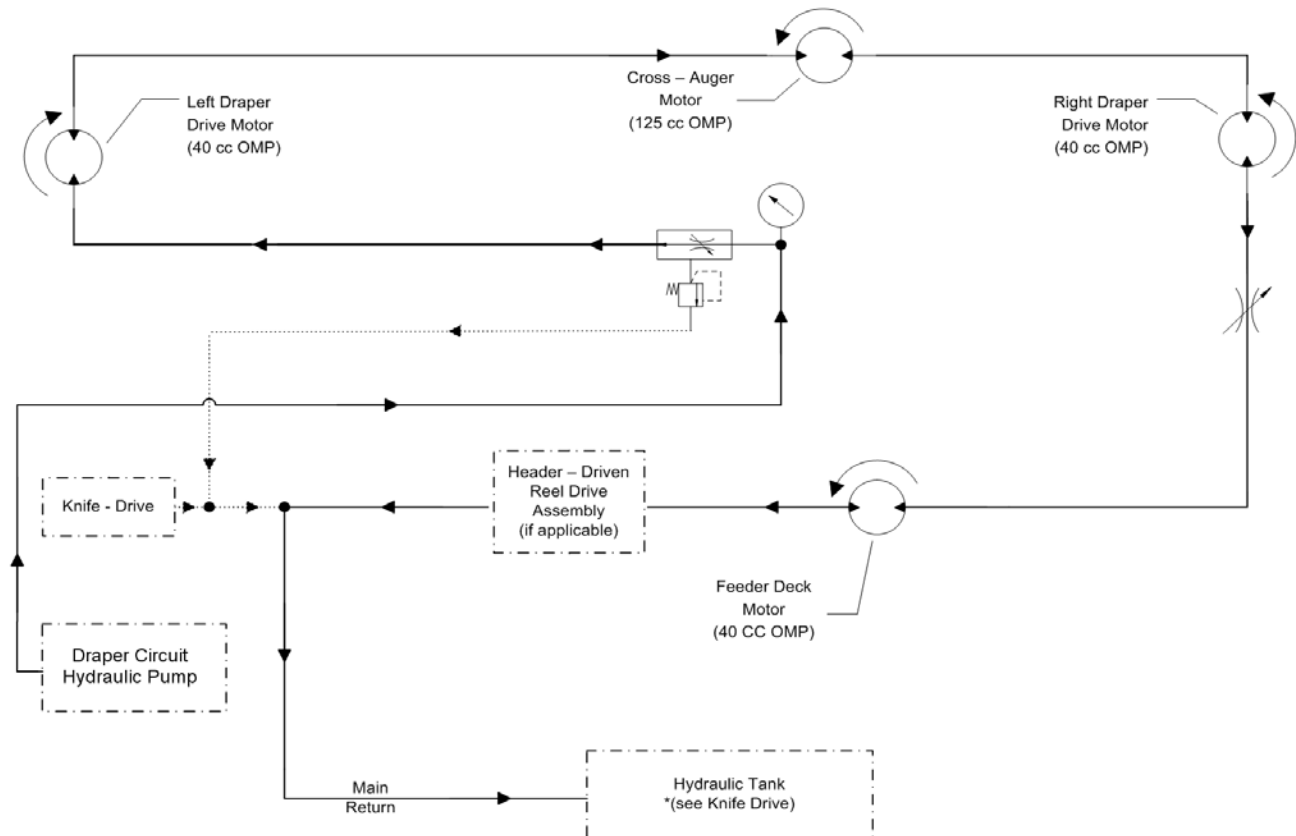 Cross – Auger
Motor
(125 cc OMP)
Left Draper
Drive Motor
(40 cc OMP)
Right Draper
Drive Motor
(40 cc OMP)
Knife - Drive
Header – Driven
Reel Drive
Assembly
(if applicable)
Feeder Deck
Motor
(40 CC OMP)
Draper Circuit
Hydraulic Pump
Main
Return
Hydraulic Tank
*(see Knife Drive)